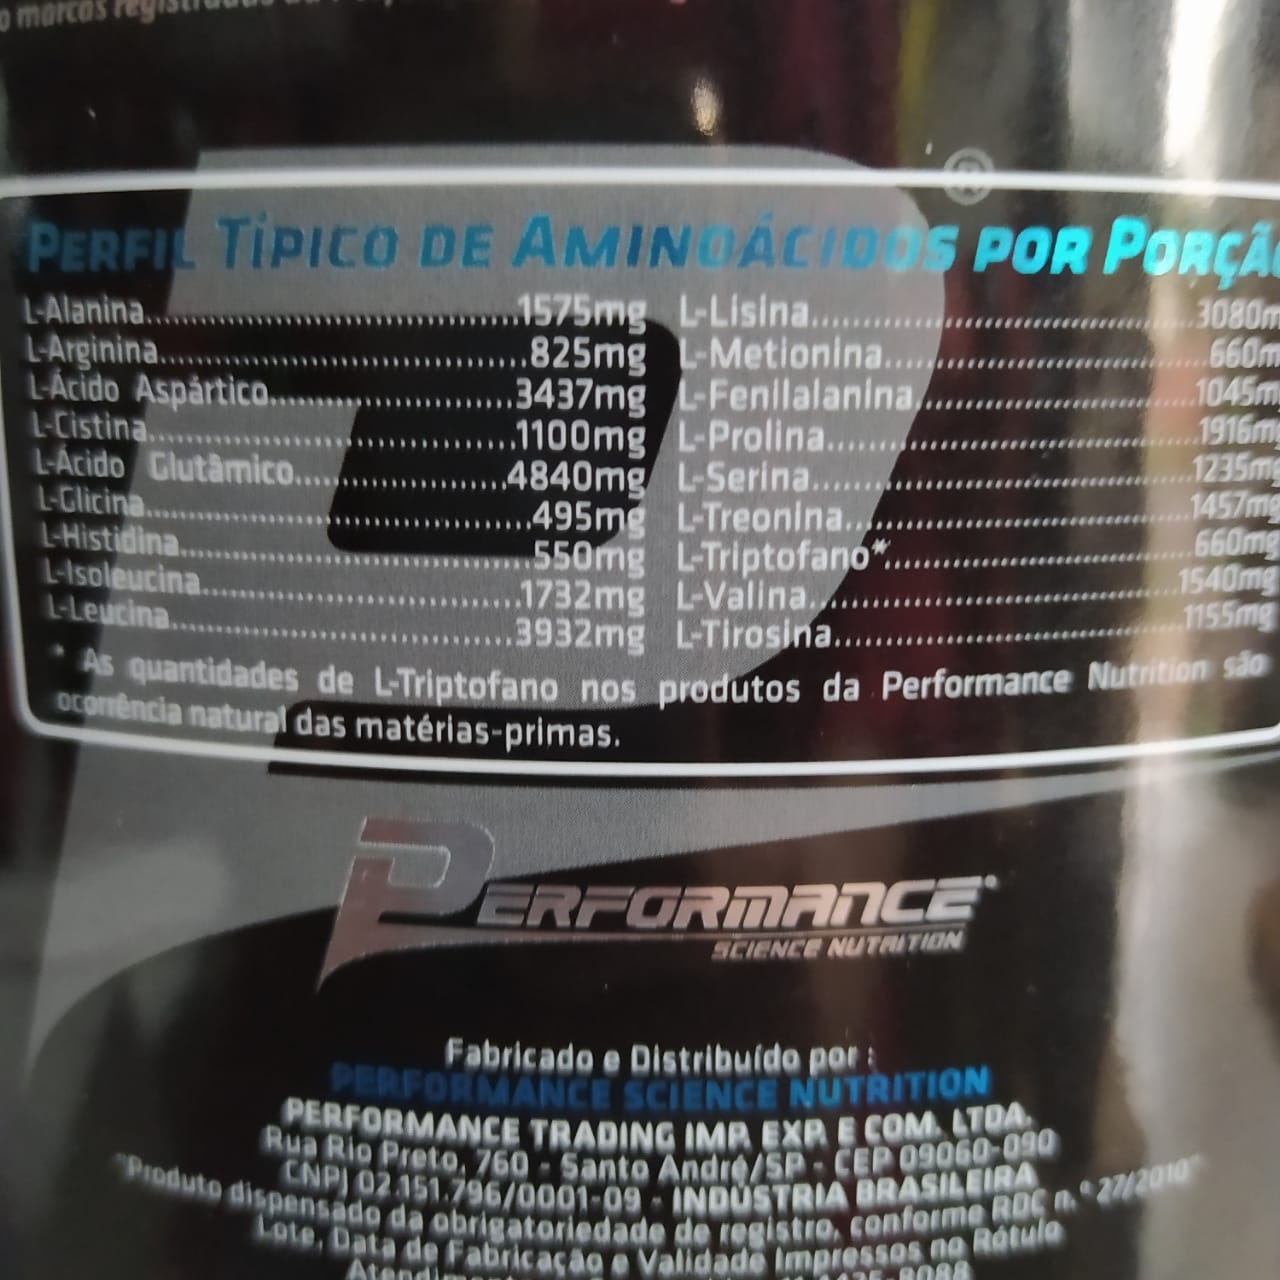 o marcas
®
PERFIL TÍPICO DE AMINOÁCIDOS POR PORÇÃ
L-Alanina....................1575mg L-Lisina....................3080m
L-Arginina....................825mg L-Metionina....................660m
L-Ácido Aspártico....................3437mg L-Fenilalanina....................1045m
L-Cistina....................1100mg L-Prolina....................1916m
L-Ácido Glutâmico....................4840mg L-Serina....................1235mg
L-Glicina....................495mg L-Treonina....................1457mg
L-Histidina....................550mg L-Triptofano*....................660mg
L-Isoleucina....................1732mg L-Valina....................1540mg
L-Leucina....................3932mg L-Tirosina....................1155mg
* As quantidades de L-Triptofano nos produtos da Performance Nutrition são
ocorrência natural das matérias-primas.
PERFORMANCE
SCIENCE NUTRITION
Fabricado e Distribuído por :
PERFORMANCE SCIENCE NUTRITION
PERFORMANCE TRADING IMP. EXP. E COM. LTDA.
Rua Rio Preto, 760 - Santo André/SP - CEP 09060-090
CNPJ 02.151.796/0001-09 - INDÚSTRIA BRASILEIRA
"Produto dispensado da obrigatoriedade de registro, conforme RDC n.° 27/2010"
Lote, Data de Fabricação e Validade Impressos no Rótulo